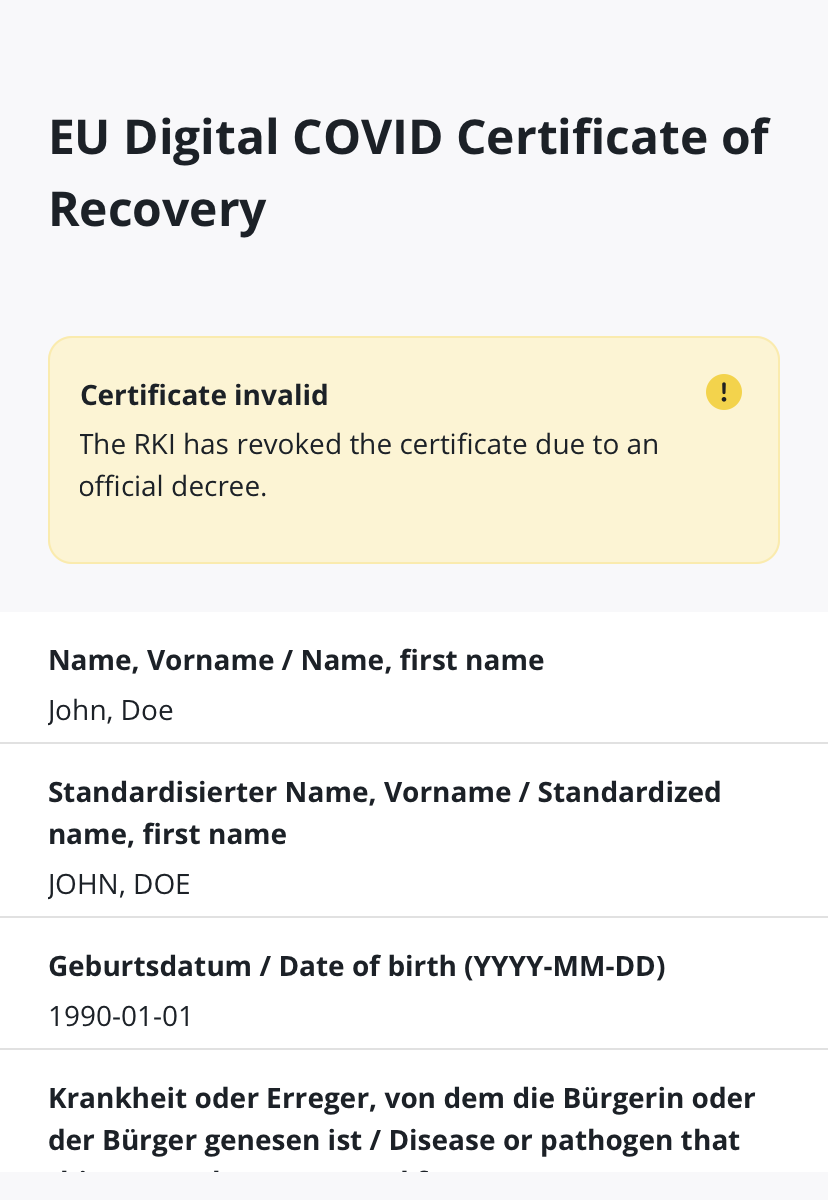 EU Digital COVID Certificate of
Recovery
Certificate invalid
The RKI has revoked the certificate due to an
official decree.
Name, Vorname / Name, first name
John, Doe
Standardisierter Name, Vorname / Standardized
name, first name
JOHN, DOE
Geburtsdatum / Date of birth (YYYY-MM-DD)
1990-01-01
Krankheit oder Erreger, von dem die Bürgerin oder
der Bürger genesen ist / Disease or pathogen that